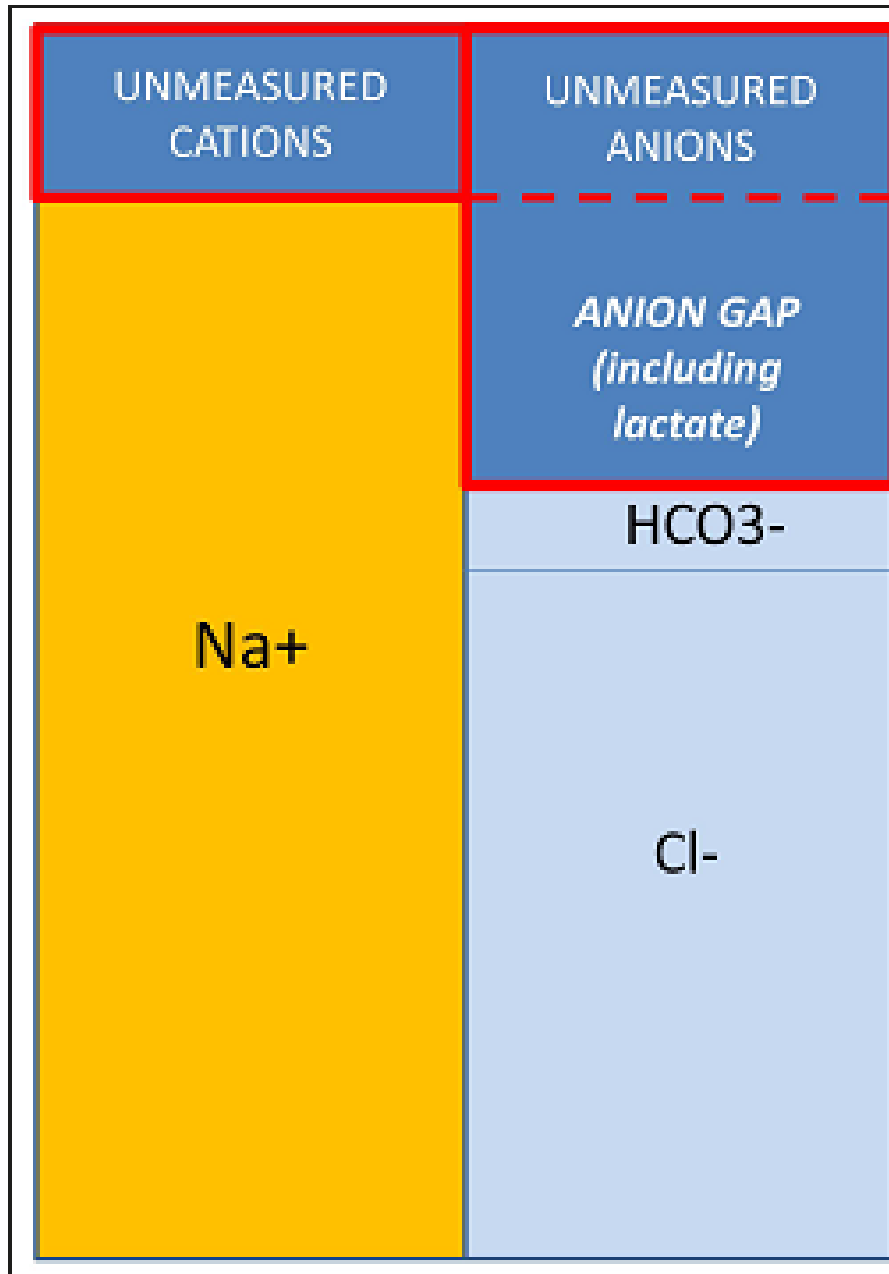 UNMEASURED
CATIONS
UNMEASURED
ANIONS
ANION GAP
(including
lactate)
HCO3-
Na+
Cl-